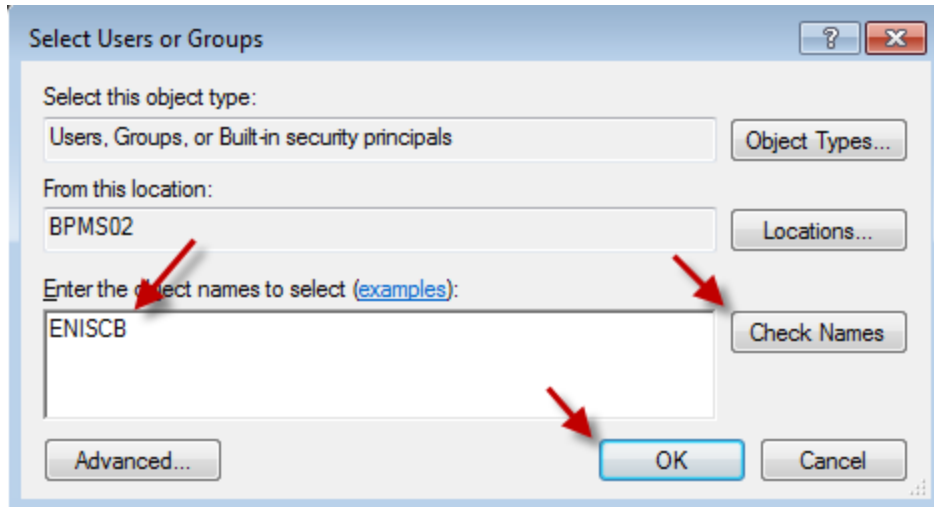 Select Users or Groups
Select this object type:
Users, Groups, or Built-in security principals
Object Types...
From this location:
BPMS02
Locations...
Enter the object names to select (examples):
ENISCB
Check Names
Advanced...
OK
Cancel